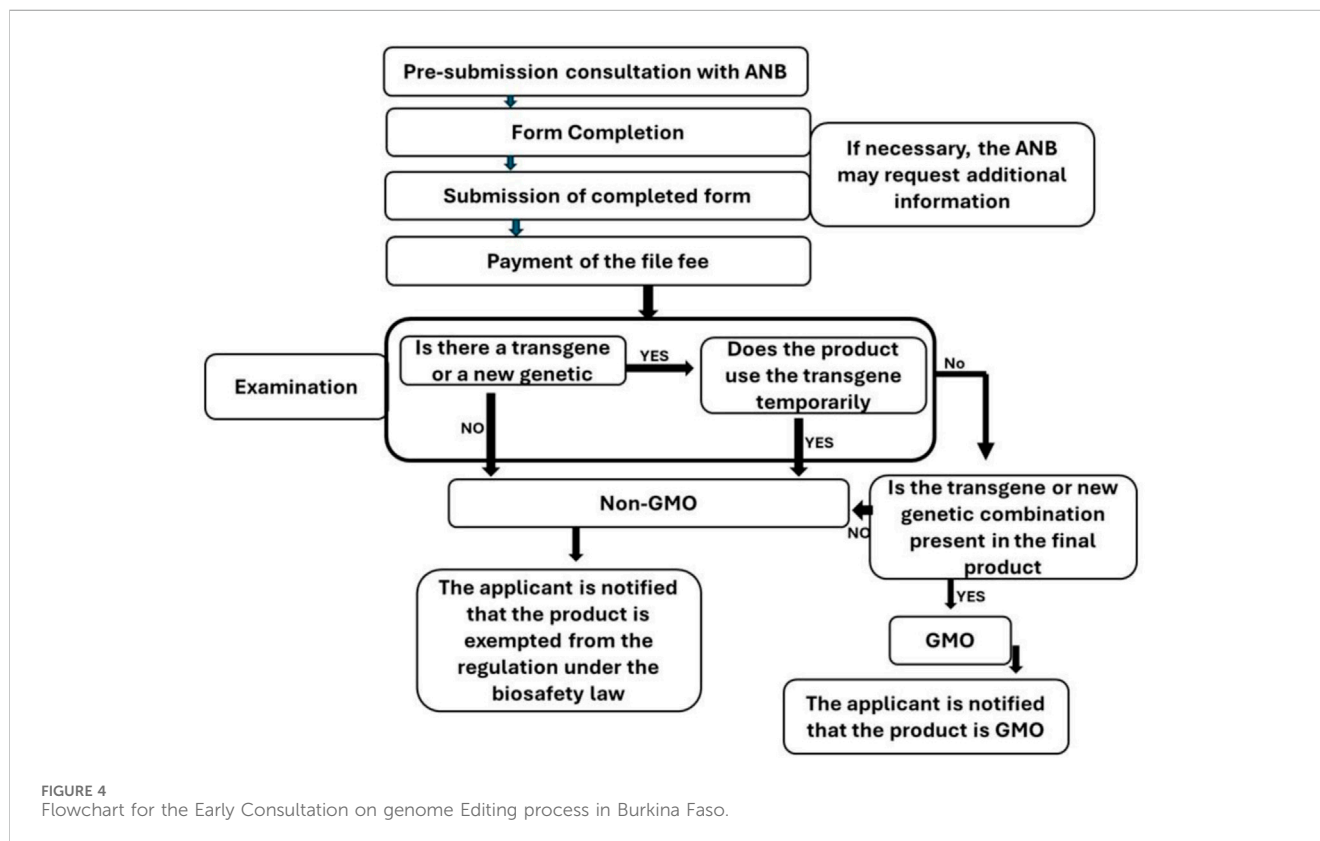 Pre-submission consultation with ANB
Form Completion
If necessary, the ANB
may request additional
information
Submission of completed form
Payment of the file fee
Examination
Is there a transgene
or a new genetic
YES
Does the product
use the transgene
temporarily
No
NO
YES
Non-GMO
NO
Is the transgene or new
genetic combination
present in the final
product
YES
The applicant is notified
that the product is
exempted from the
regulation under the
biosafety law
GMO
The applicant is notified
that the product is GMO
FIGURE 4
Flowchart for the Early Consultation on genome Editing process in Burkina Faso.